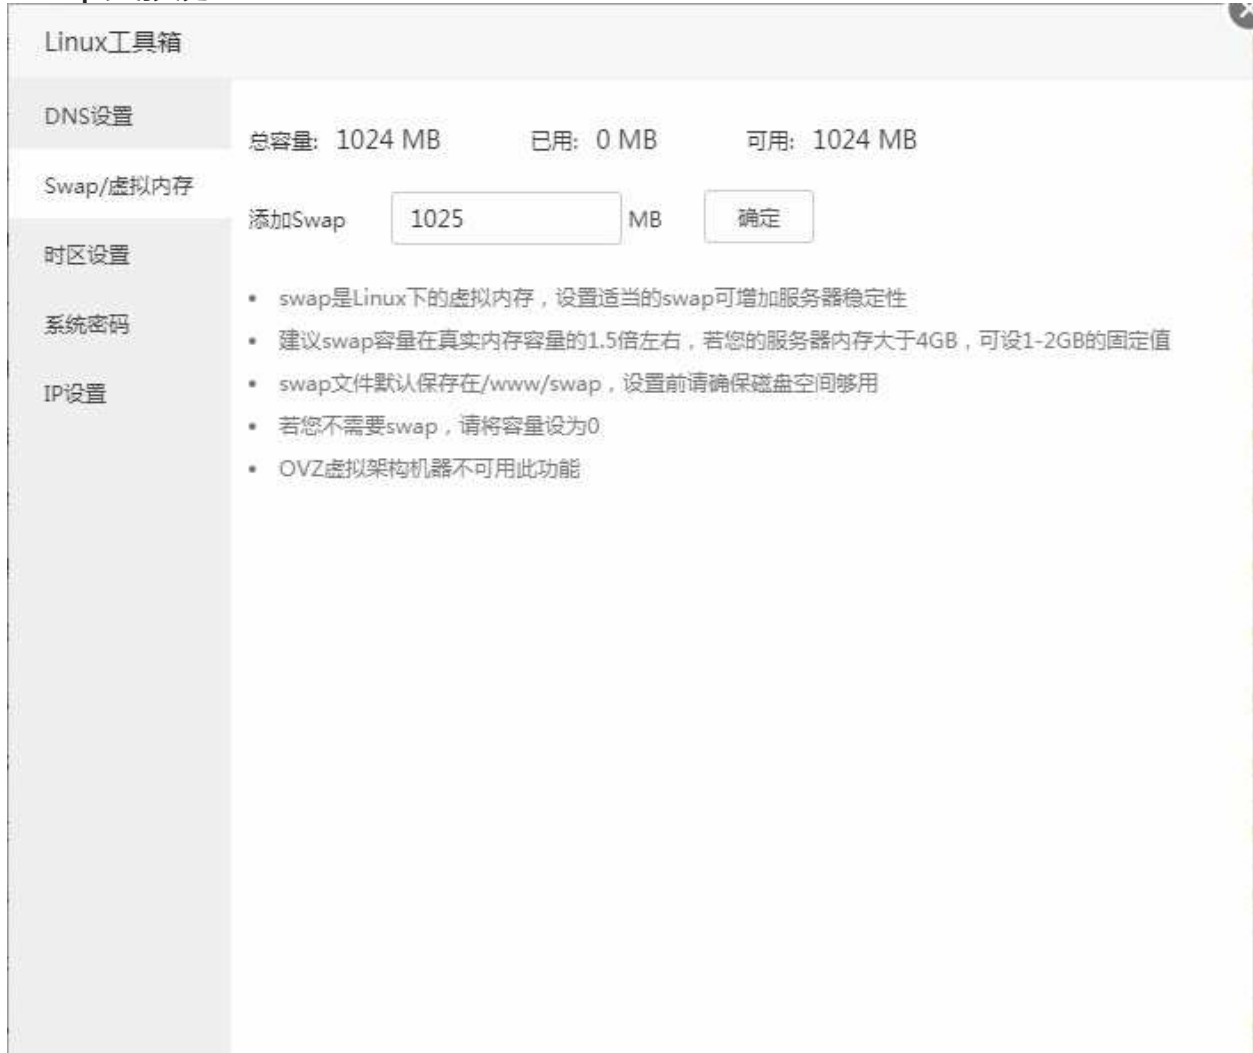 Linux工具箱
DNS设置
总容量: 1024 MB 已用: 0 MB 可用: 1024 MB
Swap/虚拟内存
添加Swap 1025 MB 确定
时区设置
系统密码
IP设置
• swap是Linux下的虚拟内存，设置适当的swap可增加服务器稳定性
• 建议swap容量在真实内存容量的1.5倍左右，若您的服务器内存大于4GB，可设1-2GB的固定值
• swap文件默认保存在/www/swap，设置前请确保磁盘空间够用
• 若您不需要swap，请将容量设为0
• OVZ虚拟架构机器不可用此功能